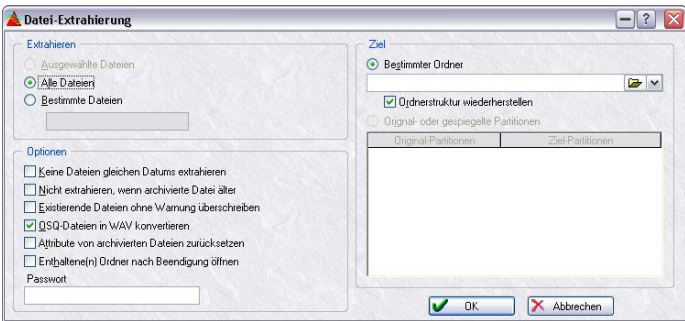 Datei-Extrahierung
Extrahieren
Ausgewählte Dateien
Alle Dateien
Bestimmte Dateien
Optionen
Keine Dateien gleichen Datums extrahieren
Nicht extrahieren, wenn archivierte Datei älter
Existierende Dateien ohne Warnung überschreiben
OSQ-Dateien in WAV konvertieren
Attribute von archivierten Dateien zurücksetzen
Enthaltene(n) Ordner nach Beendigung öffnen
Passwort
Ziel
Bestimmter Ordner
Ordnerstruktur wiederherstellen
Orignal- oder gespiegelte Partitionen
Original-Partitionen Ziel-Partitionen
OK Abbrechen